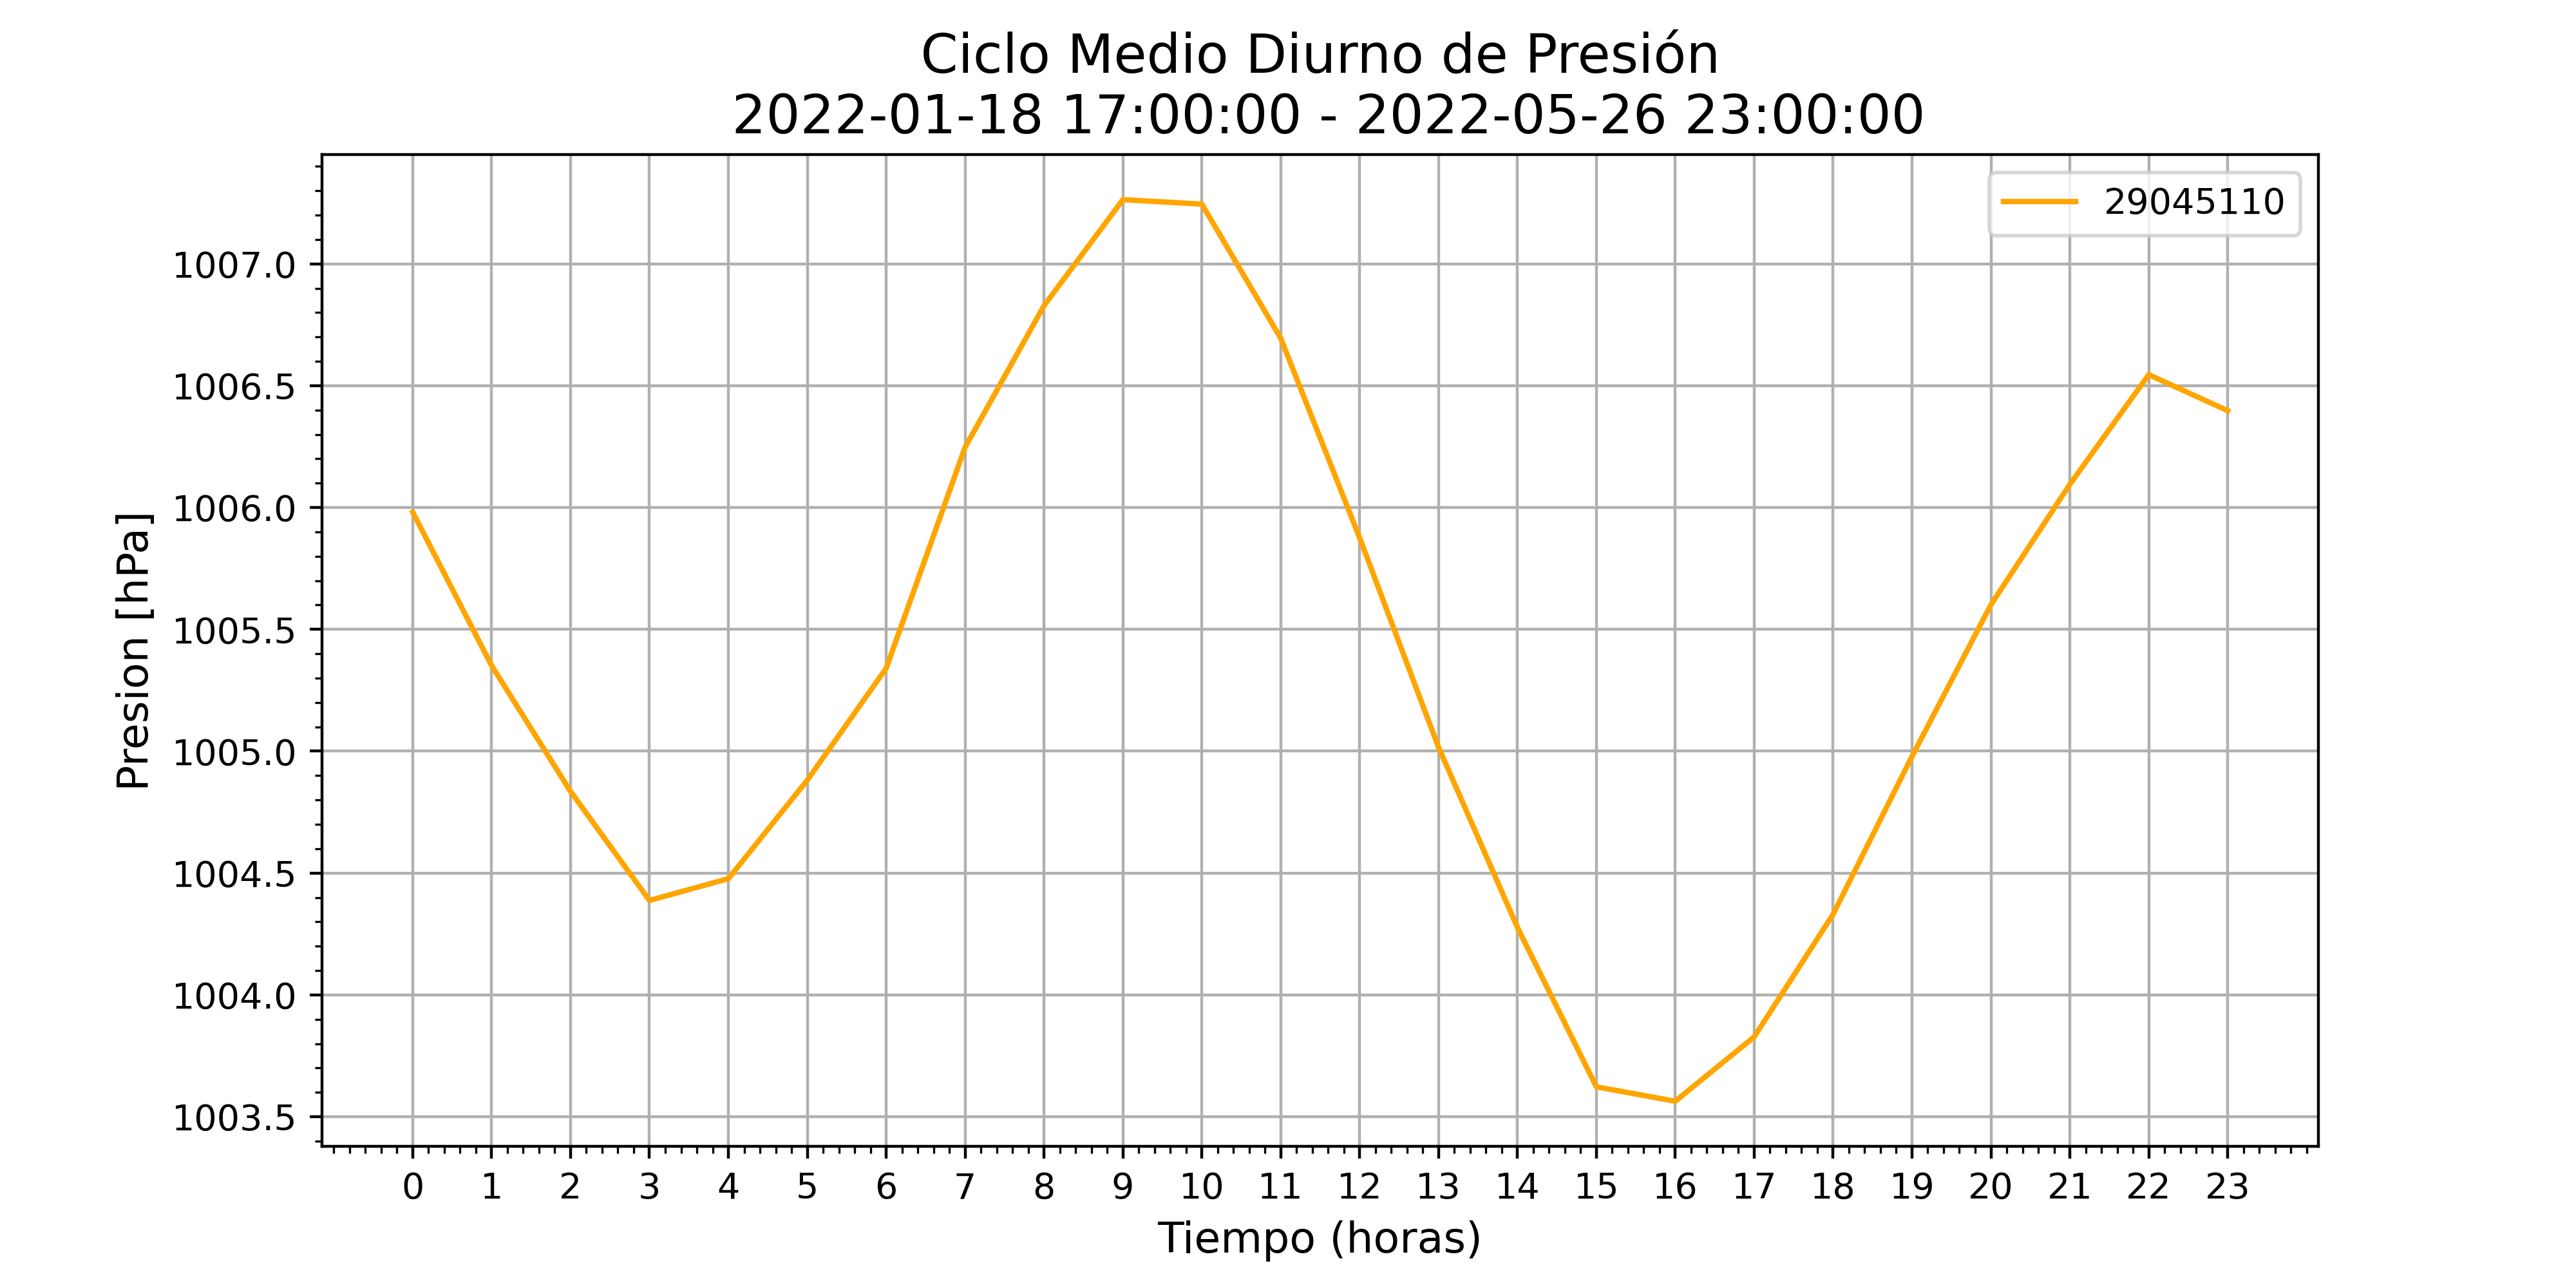 Ciclo Medio Diurno de Presión
2022-01-18 17:00:00 - 2022-05-26 23:00:00
29045110
Presion [hPa]
1007.0
1006.5
1006.0
1005.5
1005.0
1004.5
1004.0
1003.5
0 1 2 3 4 5 6 7 8 9 10 11 12 13 14 15 16 17 18 19 20 21 22 23
Tiempo (horas)